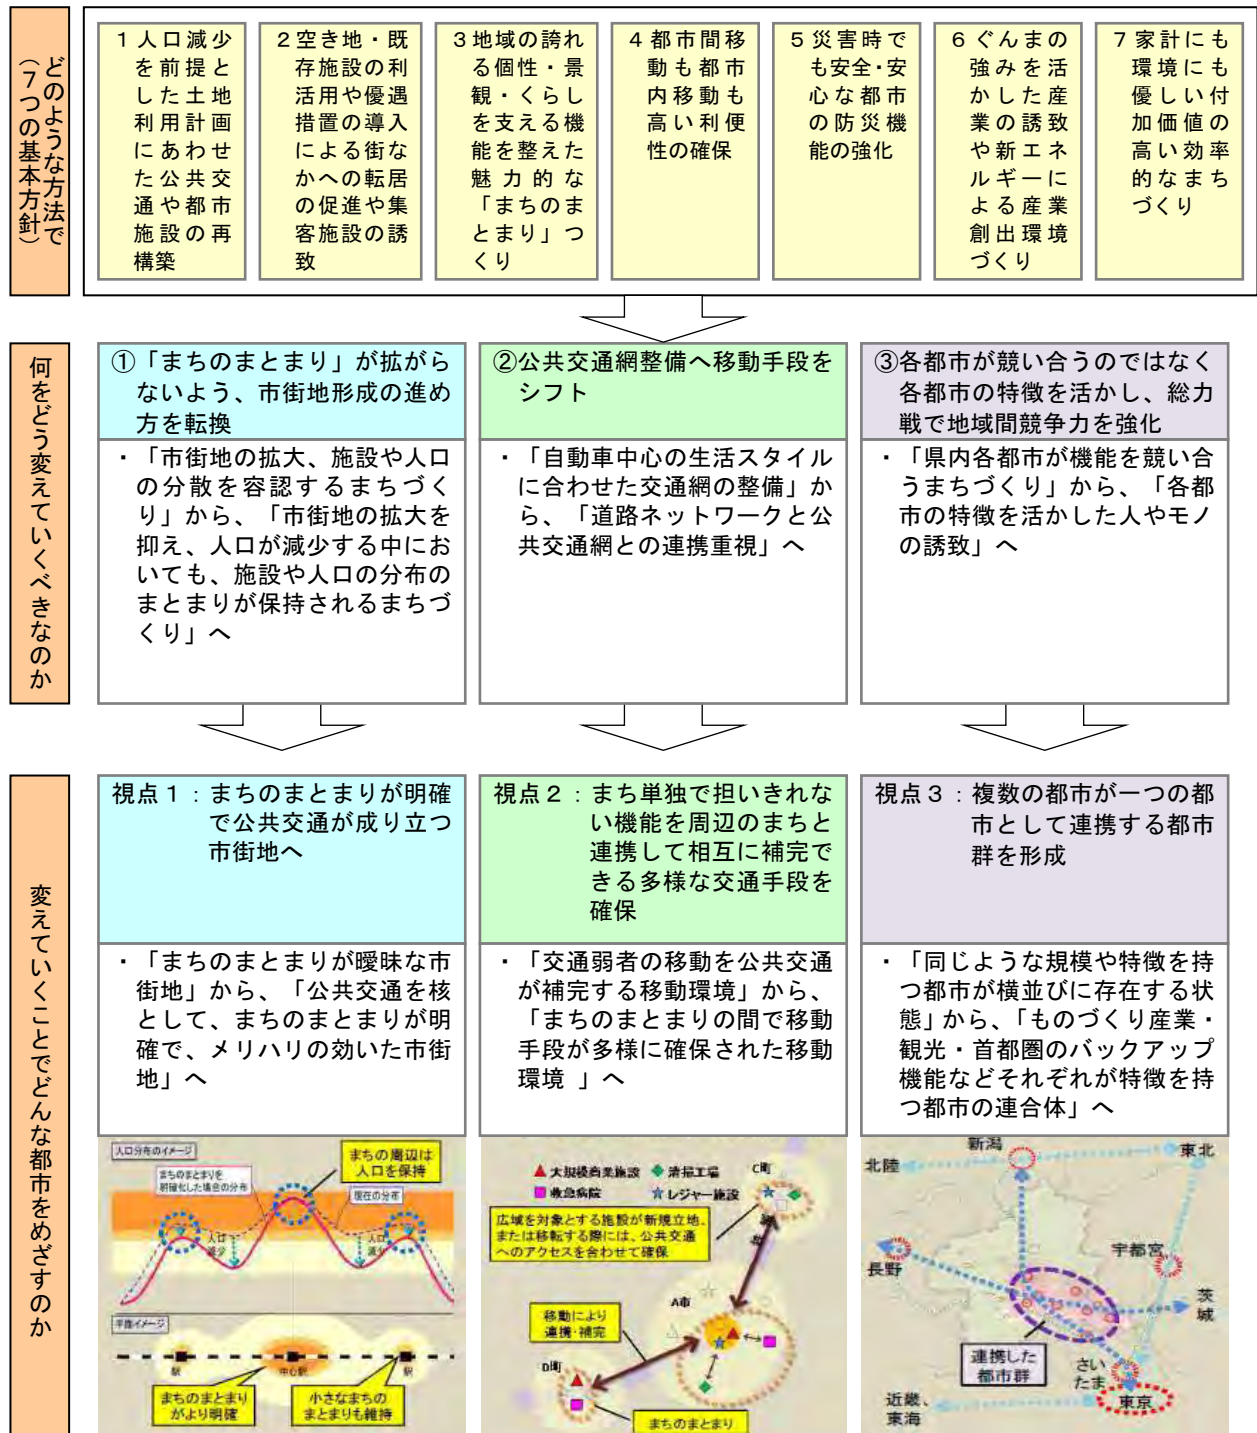 どのような方法で
（７つの基本方針）
１人口減少
を前提と
した土地
利用計画
にあわせ
た公共交
通や都市
施設の再
構築
２空き地・既
存施設の利
活用や優遇
措置の導入
による街な
かへの転居
の促進や集
客施設の誘
致
３地域の誇れ
る個性・景
観・くらし
を支える機
能を整えた
魅力的な
「まちのま
とまり」つ
くり
４都市間移
動も都市
内移動も
高い利便
性の確保
５災害時で
も安全・安
心な都市
の防災機
能の強化
６ぐんまの
強みを活
かした産
業の誘致
や新エネ
ルギーに
よる産業
創出環境
づくり
７家計にも
環境にも
優しい付
加価値の
高い効率
的なまち
づくり
何をどう変えていくべきなのか
①「まちのまとまり」が拡がら
ないよう、市街地形成の進め
方を転換
・「市街地の拡大、施設や人口
の分散を容認するまちづく
り」から、「市街地の拡大を
抑え、人口が減少する中にお
いても、施設や人口の分布の
まとまりが保持されるまちづ
くり」へ
②公共交通網整備へ移動手段を
シフト
・「自動車中心の生活スタイル
に合わせた交通網の整備」か
ら、「道路ネットワークと公
共交通網との連携重視」へ
③各都市が競い合うのではなく
各都市の特徴を活かし、総力
戦で地域間競争力を強化
・「県内各都市が機能を競い合
うまちづくり」から、「各都
市の特徴を活かした人やモノ
の誘致」へ
変えていくことでどんな都市をめざすのか
視点１：まちのまとまりが明確
で公共交通が成り立つ
市街地へ
・「まちのまとまりが曖昧な市
街地」から、「公共交通を核
として、まちのまとまりが明
確で、メリハリの効いた市街
地」へ
人口分布のイメージ
まちのまとまりを
明確化した場合の分布
まちの周辺は
人口を保持
現在の分布
人口
減少
人口
減少
平面イメージ
駅
中心駅
駅
まちのまとまり
がより明確
小さなまちの
まとまりも維持
視点２：まち単独で担いきれな
い機能を周辺のまちと
連携して相互に補完で
きる多様な交通手段を
確保
・「交通弱者の移動を公共交通
が補完する移動環境」から、
「まちのまとまりの間で移動
手段が多様に確保された移動
環境 」へ
大規模商業施設
清掃工場
救急病院
レジャー施設
C町
広域を対象とする施設が新規立地、
または移転する際には、公共交通
へのアクセスを合わせて確保
A市
移動により
連携・補完
D町
まちのまとまり
視点３：複数の都市が一つの都
市として連携する都市
群を形成
・「同じような規模や特徴を持
つ都市が横並びに存在する状
態」から、「ものづくり産業・
観光・首都圏のバックアップ
機能などそれぞれが特徴を持
つ都市の連合体」へ
新潟
北陸
東北
宇都宮
長野
茨
城
連携した
都市群
さい
たま
東京
近畿、
東海